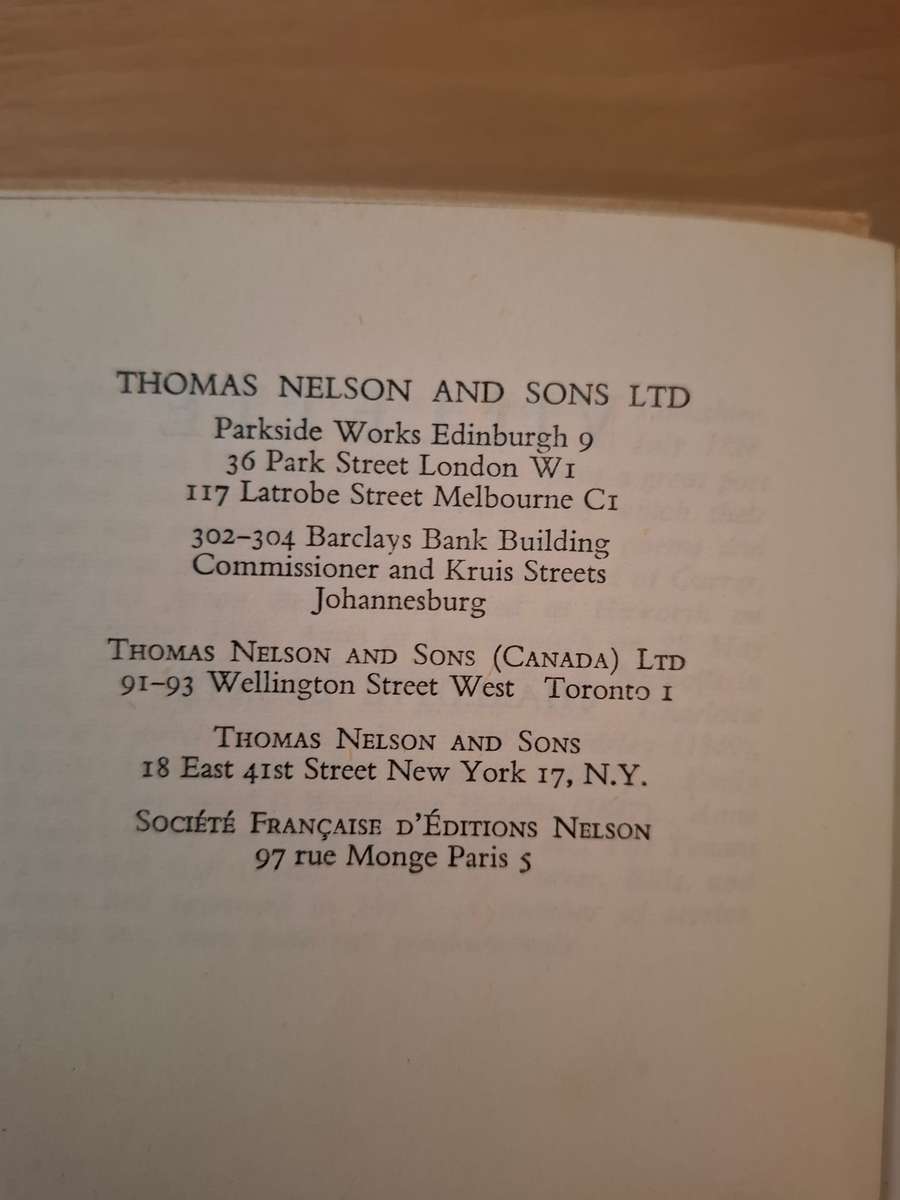 THOMAS NELSON AND SONS LTD
Parkside Works Edinburgh 9
36 Park Street London W1
117 Latrobe Street Melbourne C1
302–304 Barclays Bank Building
Commissioner and Kruis Streets
Johannesburg
THOMAS NELSON AND SONS (CANADA) LTD
91–93 Wellington Street West Toronto 1
THOMAS NELSON AND SONS
18 East 41st Street New York 17, N.Y.
SOCIÉTÉ FRANÇAISE D'ÉDITIONS NELSON
97 rue Monge Paris 5